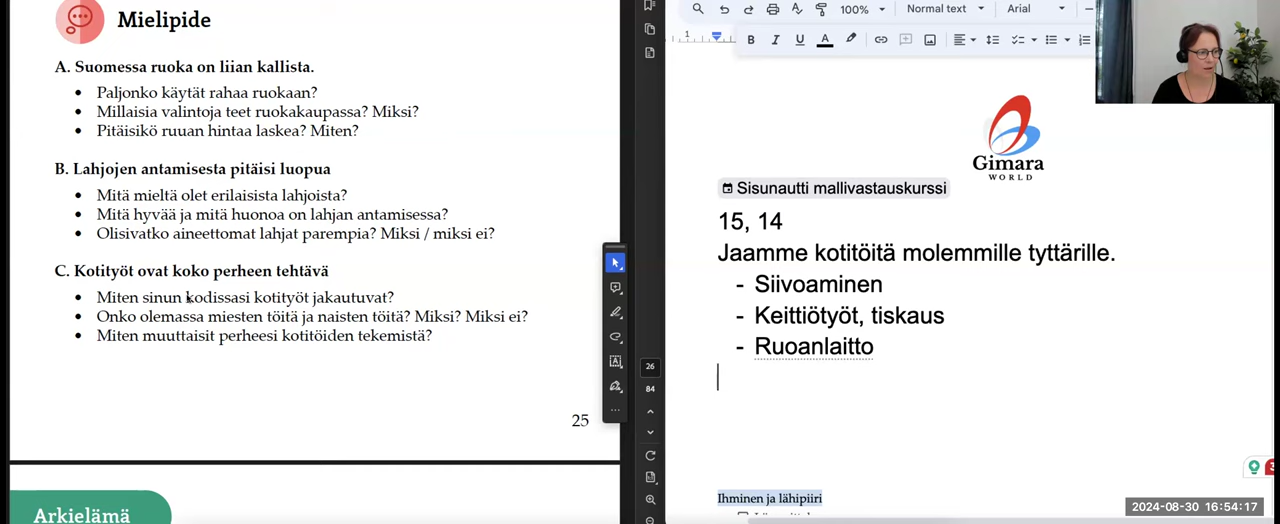 Mielipide
A. Suomessa ruoka on liian kallista.
• Paljonko käytät rahaa ruokaan?
• Millaisia valintoja teet ruokakaupassa? Miksi?
• Pitäisikö ruuan hintaa laskea? Miten?
B. Lahjojen antamisesta pitäisi luopua
• Mitä mieltä olet erilaisista lahjoista?
• Mitä hyvää ja mitä huonoa on lahjan antamisessa?
• Olisivatko aineettomat lahjat parempia? Miksi / miksi ei?
C. Kotityöt ovat koko perheen tehtävä
• Miten sinun kodissasi kotityöt jakautuvat?
• Onko olemassa miesten töitä ja naisten töitä? Miksi? Miksi ei?
• Miten muuttaisit perheesi kotitöiden tekemistä?
25
Arkielämä
26
84
100%
Normal text
Arial
B I U A
1
Gimara
WORLD
Sisunautti mallivastauskurssi
15, 14
Jaamme kotitöitä molemmille tyttärille.
- Siivoaminen
- Keittiötyöt, tiskaus
- Ruoanlaitto
Ihminen ja lähipiiri
3
2024-08-30 16:54:17